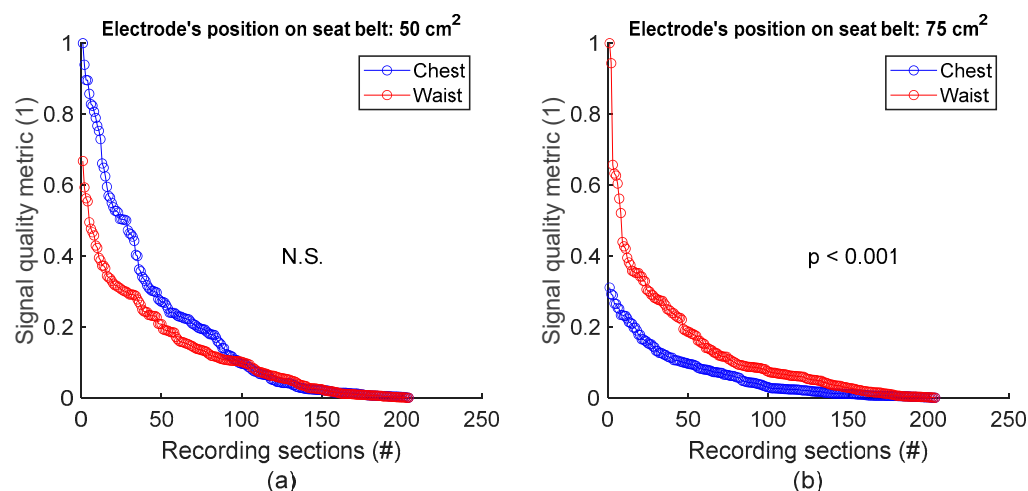 Electrode's position on seat belt: 50 cm²
Signal quality metric (1)
1
0.8
0.6
0.4
0.2
0
Chest
Waist
N.S.
0 50 100 150 200 250
Recording sections (#)
(a)
Electrode's position on seat belt: 75 cm²
Signal quality metric (1)
1
0.8
0.6
0.4
0.2
0
Chest
Waist
p < 0.001
0 50 100 150 200 250
Recording sections (#)
(b)